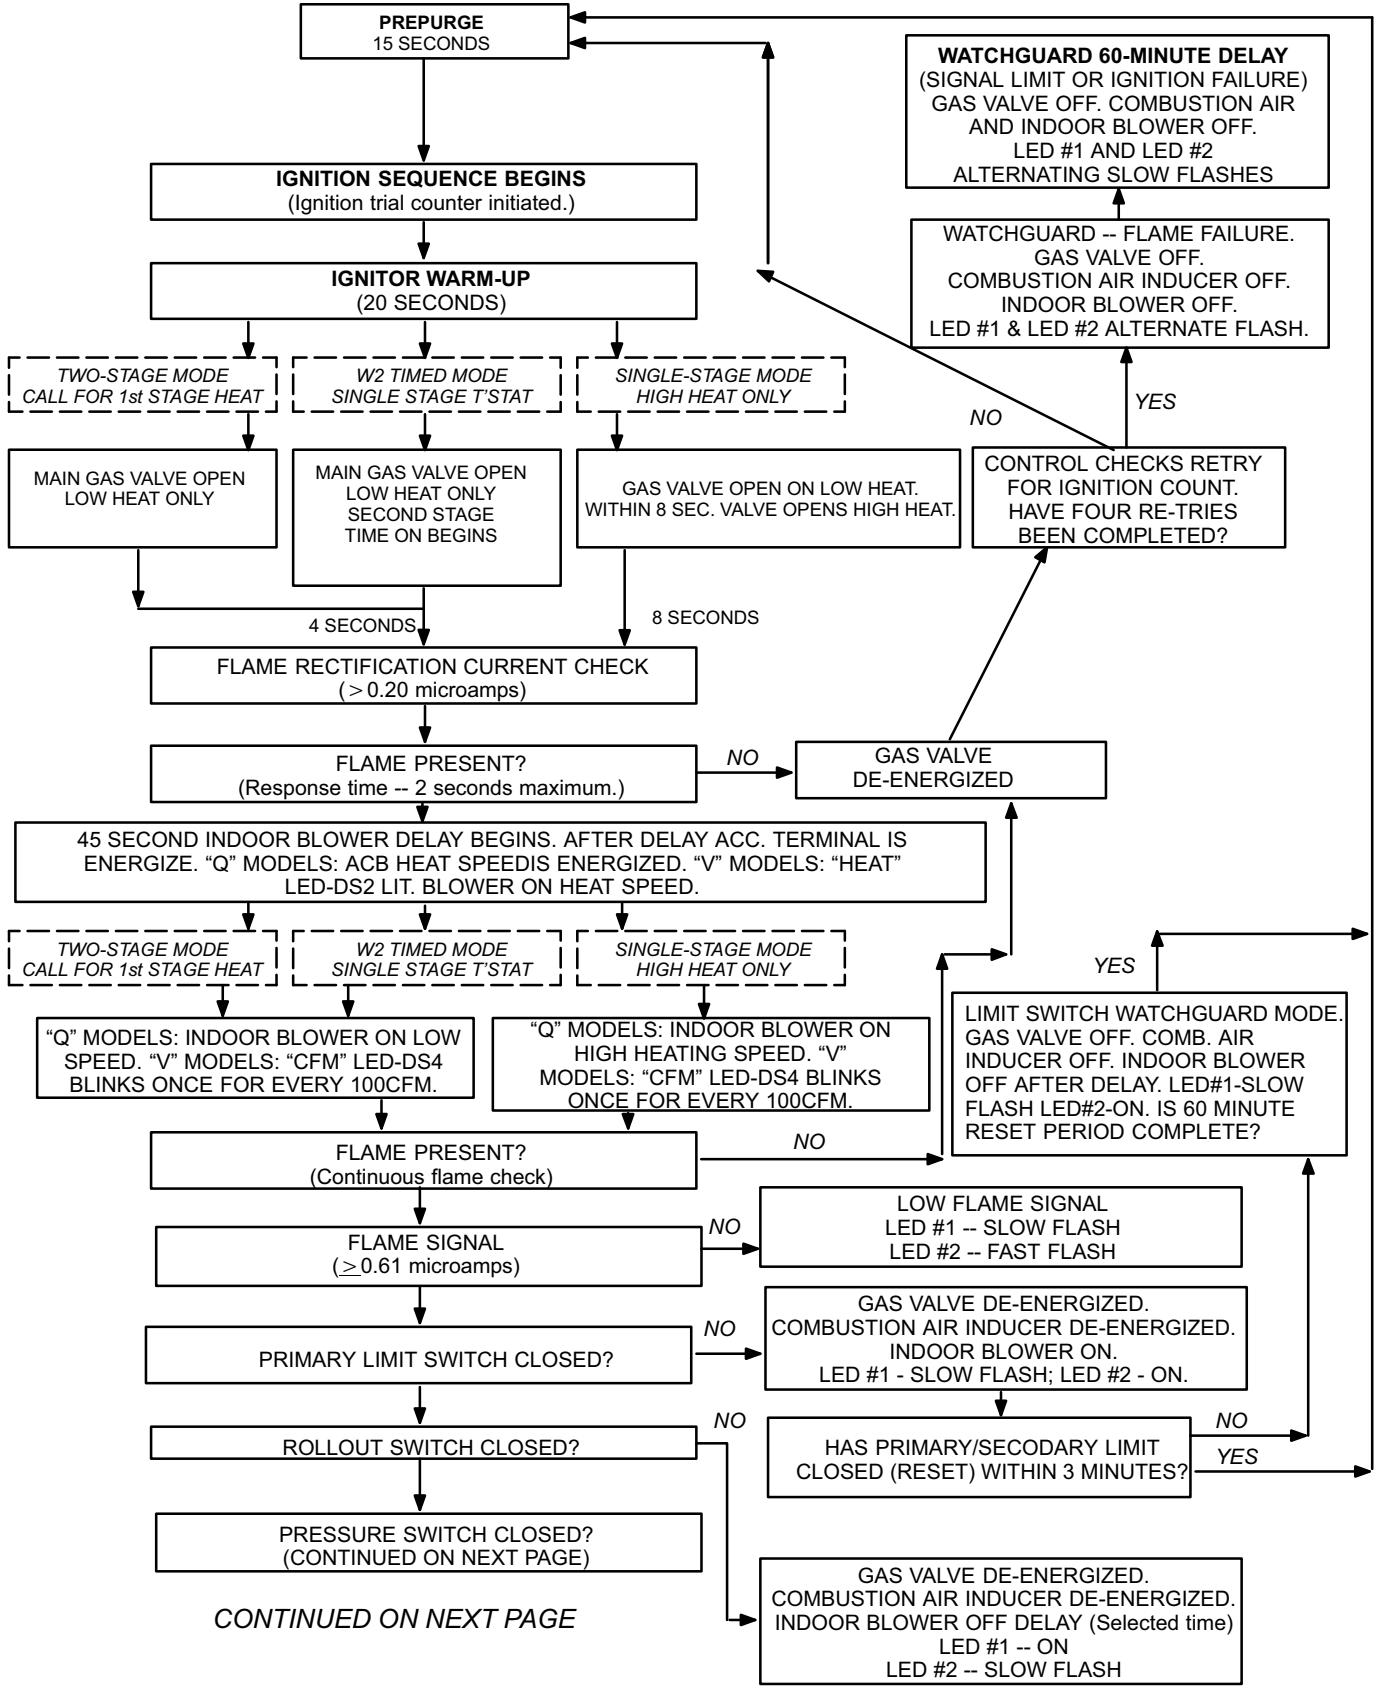 PREPURGE
15 SECONDS
WATCHGUARD 60-MINUTE DELAY
(SIGNAL LIMIT OR IGNITION FAILURE)
GAS VALVE OFF. COMBUSTION AIR
AND INDOOR BLOWER OFF.
LED #1 AND LED #2
ALTERNATING SLOW FLASHES
IGNITION SEQUENCE BEGINS
(Ignition trial counter initiated.)
WATCHGUARD -- FLAME FAILURE.
GAS VALVE OFF.
COMBUSTION AIR INDUCER OFF.
INDOOR BLOWER OFF.
LED #1 & LED #2 ALTERNATE FLASH.
IGNITOR WARM-UP
(20 SECONDS)
TWO-STAGE MODE
CALL FOR 1st STAGE HEAT
W2 TIMED MODE
SINGLE STAGE T'STAT
SINGLE-STAGE MODE
HIGH HEAT ONLY
NO
YES
MAIN GAS VALVE OPEN
LOW HEAT ONLY
MAIN GAS VALVE OPEN
LOW HEAT ONLY
SECOND STAGE
TIME ON BEGINS
GAS VALVE OPEN ON LOW HEAT.
WITHIN 8 SEC. VALVE OPENS HIGH HEAT.
CONTROL CHECKS RETRY
FOR IGNITION COUNT.
HAVE FOUR RE-TRIES
BEEN COMPLETED?
4 SECONDS
8 SECONDS
FLAME RECTIFICATION CURRENT CHECK
(>0.20 microamps)
FLAME PRESENT?
(Response time -- 2 seconds maximum.)
NO
GAS VALVE
DE-ENERGIZED
45 SECOND INDOOR BLOWER DELAY BEGINS. AFTER DELAY ACC. TERMINAL IS
ENERGIZE. “Q” MODELS: ACB HEAT SPEEDIS ENERGIZED. “V” MODELS: “HEAT”
LED-DS2 LIT. BLOWER ON HEAT SPEED.
TWO-STAGE MODE
CALL FOR 1st STAGE HEAT
W2 TIMED MODE
SINGLE STAGE T'STAT
SINGLE-STAGE MODE
HIGH HEAT ONLY
YES
“Q” MODELS: INDOOR BLOWER ON LOW
SPEED. “V” MODELS: “CFM” LED-DS4
BLINKS ONCE FOR EVERY 100CFM.
“Q” MODELS: INDOOR BLOWER ON
HIGH HEATING SPEED. “V”
MODELS: “CFM” LED-DS4 BLINKS
ONCE FOR EVERY 100CFM.
LIMIT SWITCH WATCHGUARD MODE.
GAS VALVE OFF. COMB. AIR
INDUCER OFF. INDOOR BLOWER
OFF AFTER DELAY. LED#1-SLOW
FLASH LED#2-ON. IS 60 MINUTE
RESET PERIOD COMPLETE?
FLAME PRESENT?
(Continuous flame check)
NO
FLAME SIGNAL
(≥0.61 microamps)
NO
LOW FLAME SIGNAL
LED #1 -- SLOW FLASH
LED #2 -- FAST FLASH
PRIMARY LIMIT SWITCH CLOSED?
NO
GAS VALVE DE-ENERGIZED.
COMBUSTION AIR INDUCER DE-ENERGIZED.
INDOOR BLOWER ON.
LED #1 - SLOW FLASH; LED #2 - ON.
ROLLOUT SWITCH CLOSED?
NO
HAS PRIMARY/SECODARY LIMIT
CLOSED (RESET) WITHIN 3 MINUTES?
NO
YES
PRESSURE SWITCH CLOSED?
(CONTINUED ON NEXT PAGE)
GAS VALVE DE-ENERGIZED.
COMBUSTION AIR INDUCER DE-ENERGIZED.
INDOOR BLOWER OFF DELAY (Selected time)
LED #1 -- ON
LED #2 -- SLOW FLASH
CONTINUED ON NEXT PAGE